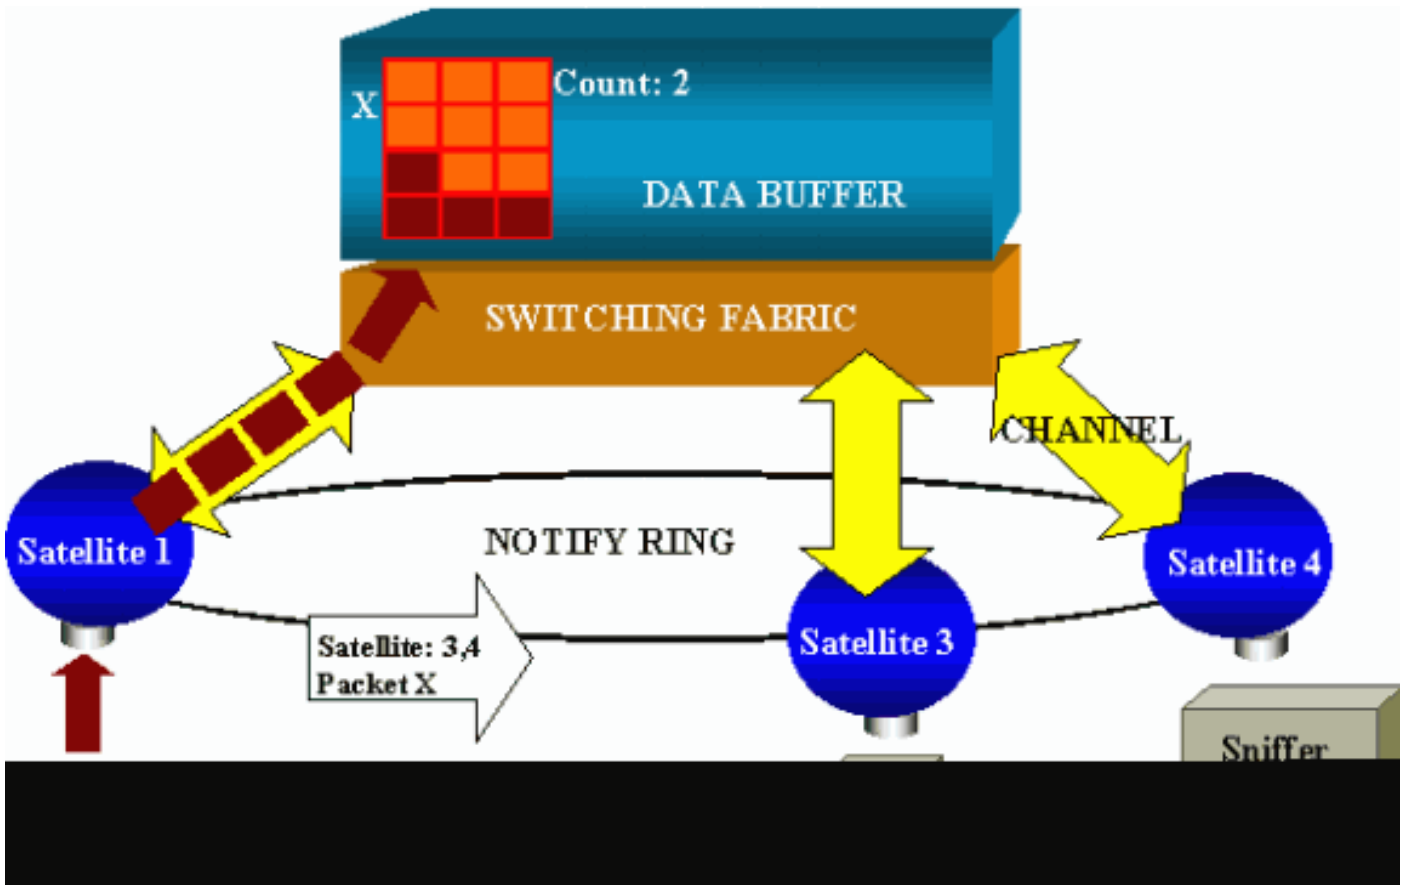 X
Count: 2
DATA BUFFER
SWITCHING FABRIC
CHANNEL
NOTIFY RING
Satellite 1
Satellite 4
Satellite: 3,4
Packet X
Satellite 3
Sniffer